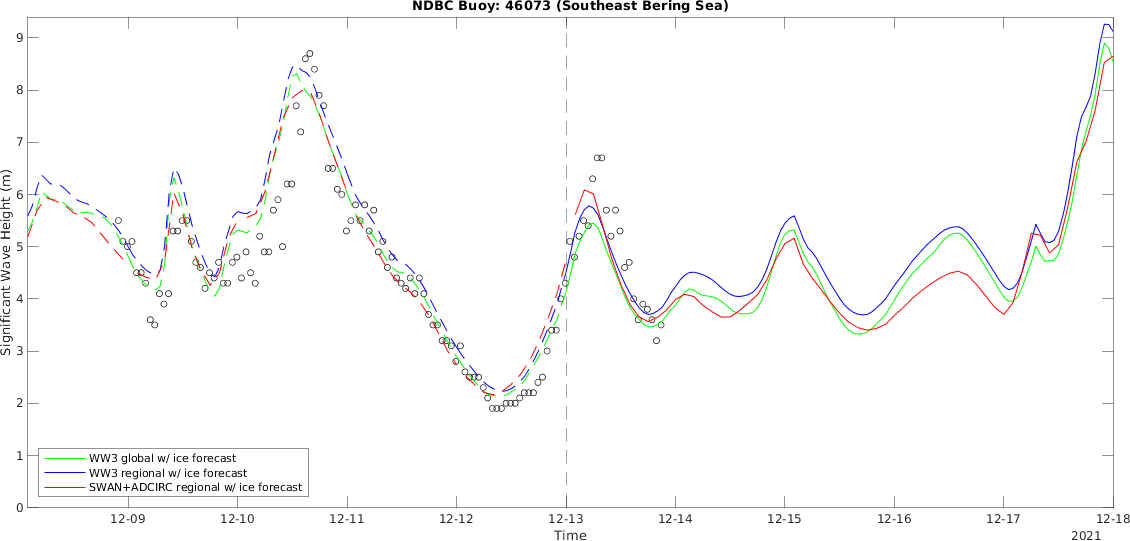 NDBC Buoy: 46073 (Southeast Bering Sea)
Significant Wave Height (m)
9
8
7
6
5
4
3
2
1
0
WW3 global w/ ice forecast
WW3 regional w/ ice forecast
SWAN+ADCIRC regional w/ ice forecast
12-09 12-10 12-11 12-12 12-13 12-14 12-15 12-16 12-17 12-18
Time
2021